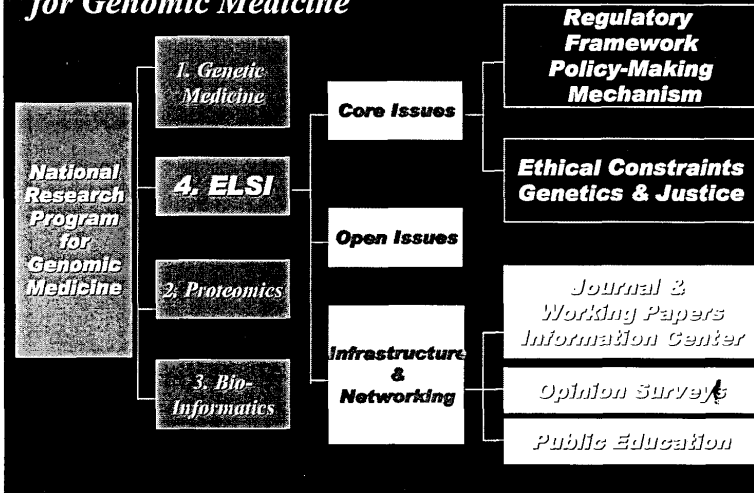 for Genomic Medicine
National
Research
Program
for
Genomic
Medicine
1. Genetic
Medicine
4. ELSI
2. Proteomics
3. Bio-
Informatics
Core Issues
Open Issues
Infrastructure
&
Networking
Regulatory
Framework
Policy-Making
Mechanism
Ethical Constraints
Genetics & Justice
Journal &
Working Papers
Information Center
Opinion Surveys
Public Education